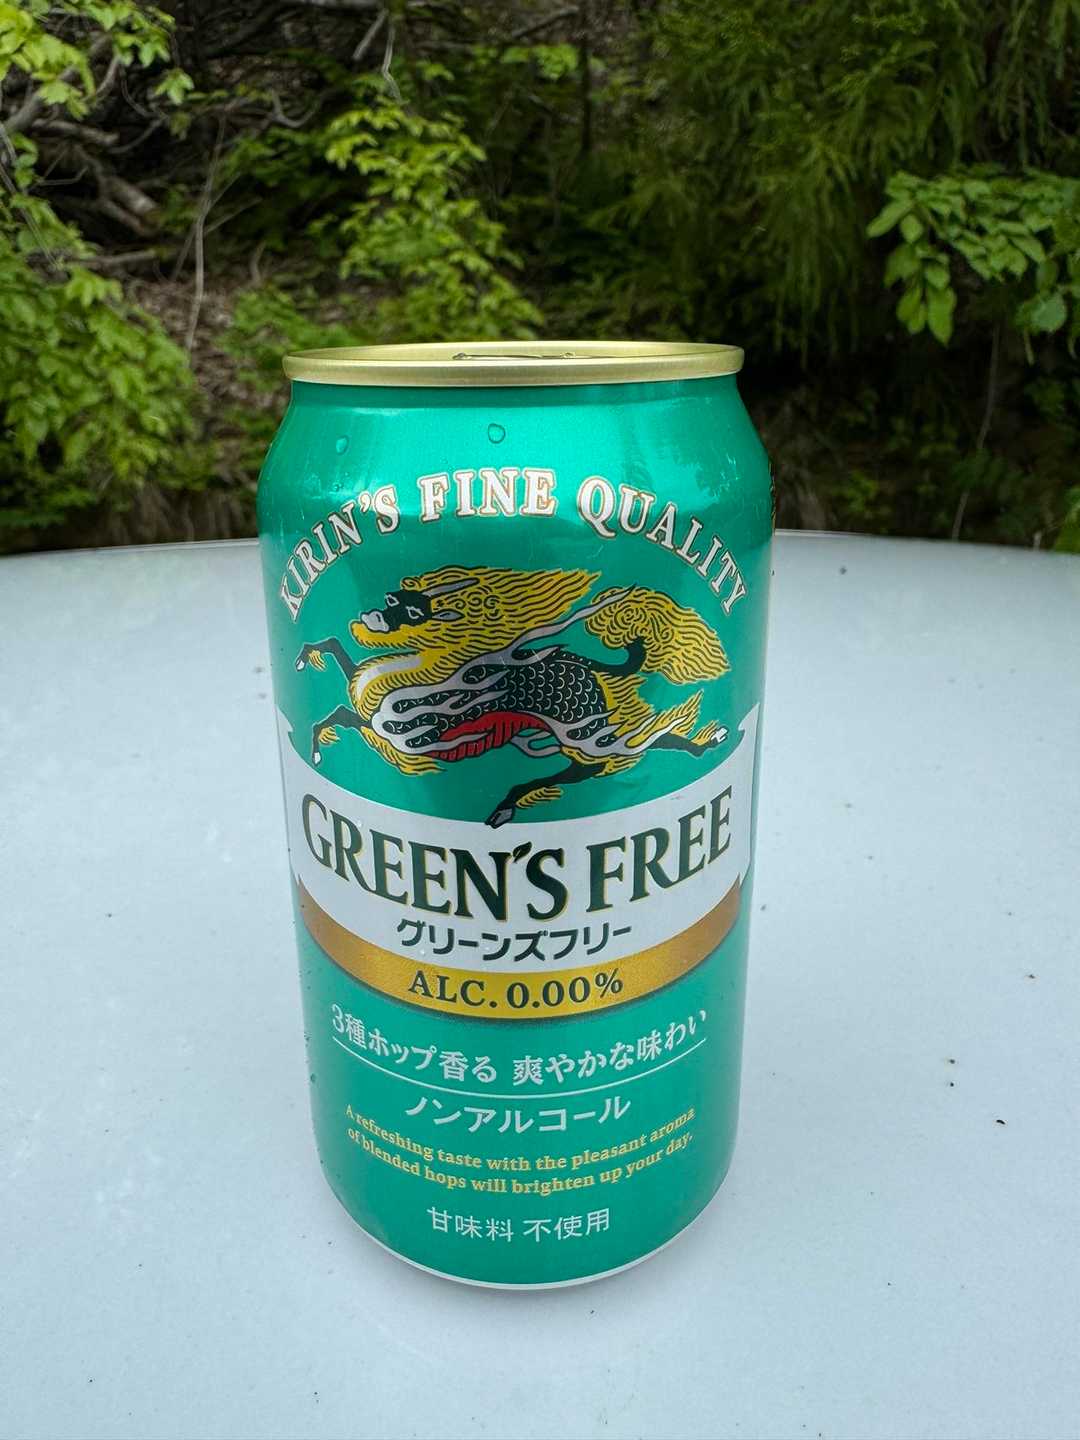 KIRIN'S FINE QUALITY
GREEN'S FREE
グリーンズフリー
ALC. 0.00%
3種ホップ香る 爽やかな味わい
ノンアルコール
A refreshing taste with the pleasant aroma
of blended hops will brighten up your day.
甘味料 不使用